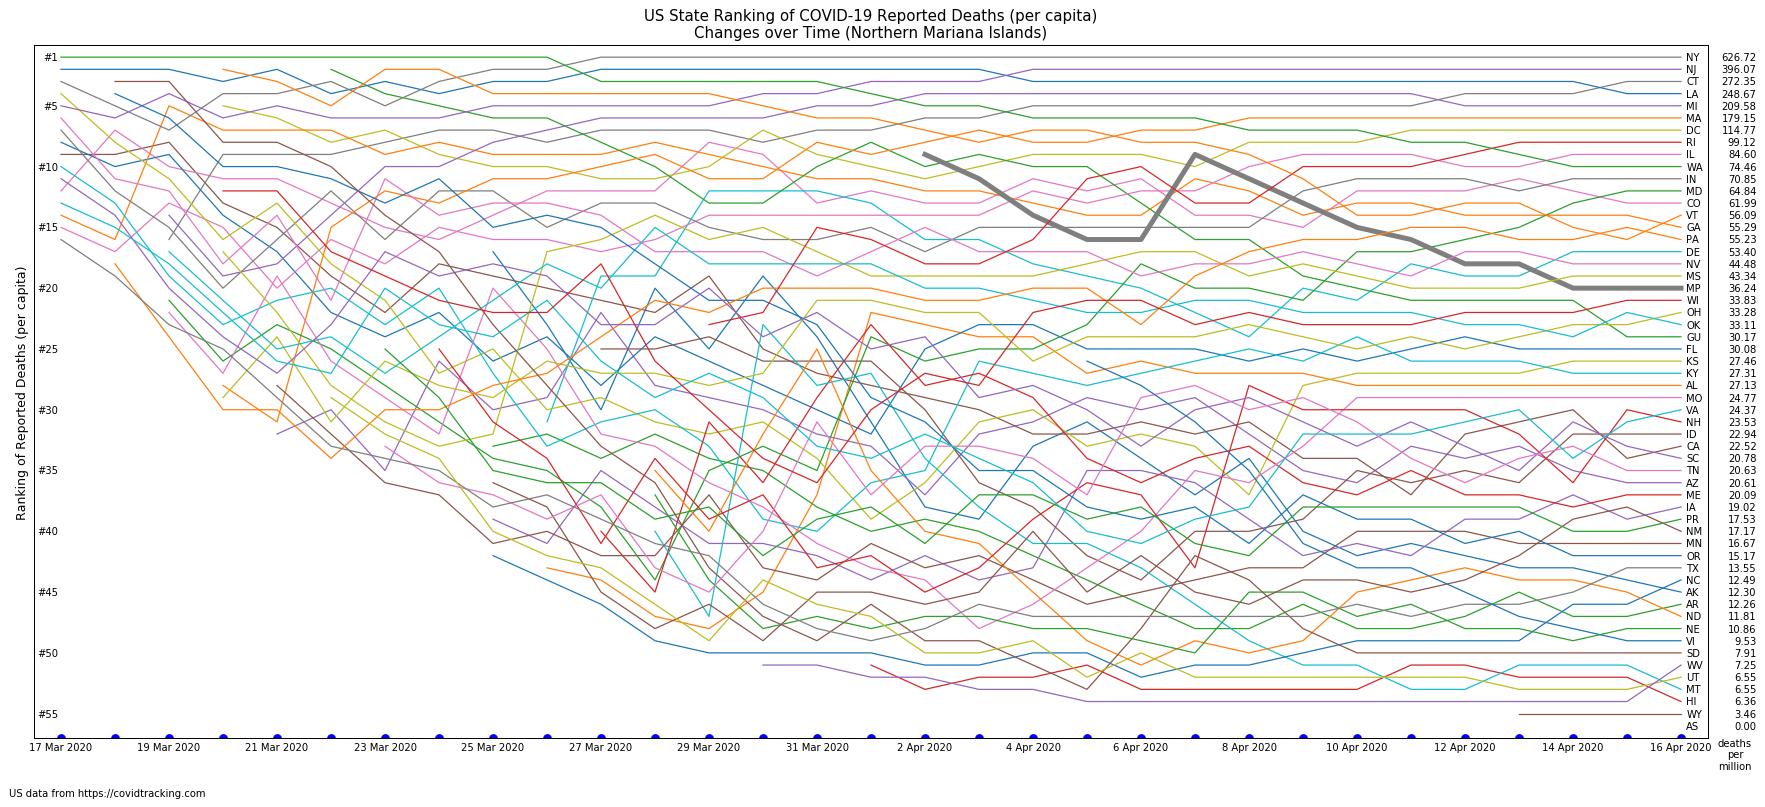 US State Ranking of COVID-19 Reported Deaths (per capita)
Changes over Time (Northern Mariana Islands)
Ranking of Reported Deaths (per capita)
#1
#5
#10
#15
#20
#25
#30
#35
#40
#45
#50
#55
NY 626.72
NJ 396.07
CT 272.35
LA 248.67
MI 209.58
MA 179.15
DC 114.77
RI 99.12
IL 84.60
WA 74.46
IN 70.85
MD 64.84
CO 61.99
VT 56.09
GA 55.29
PA 55.23
DE 53.40
NV 44.48
MS 43.34
MP 36.24
WI 33.83
OH 33.28
OK 33.11
GU 30.17
FL 30.08
KS 27.46
KY 27.31
AL 27.13
MO 24.77
VA 24.37
NH 23.53
ID 22.94
CA 22.52
SC 20.78
TN 20.63
AZ 20.61
ME 20.09
IA 19.02
PR 17.53
NM 17.17
MN 16.67
OR 15.17
TX 13.55
NC 12.49
AK 12.30
AR 12.26
ND 11.81
NE 10.86
VI 9.53
SD 7.91
WV 7.25
UT 6.55
MT 6.55
HI 6.36
WY 3.46
AS 0.00
17 Mar 2020 19 Mar 2020 21 Mar 2020 23 Mar 2020 25 Mar 2020 27 Mar 2020 29 Mar 2020 31 Mar 2020 2 Apr 2020 4 Apr 2020 6 Apr 2020 8 Apr 2020 10 Apr 2020 12 Apr 2020 14 Apr 2020 16 Apr 2020
deaths
per
million
US data from https://covidtracking.com